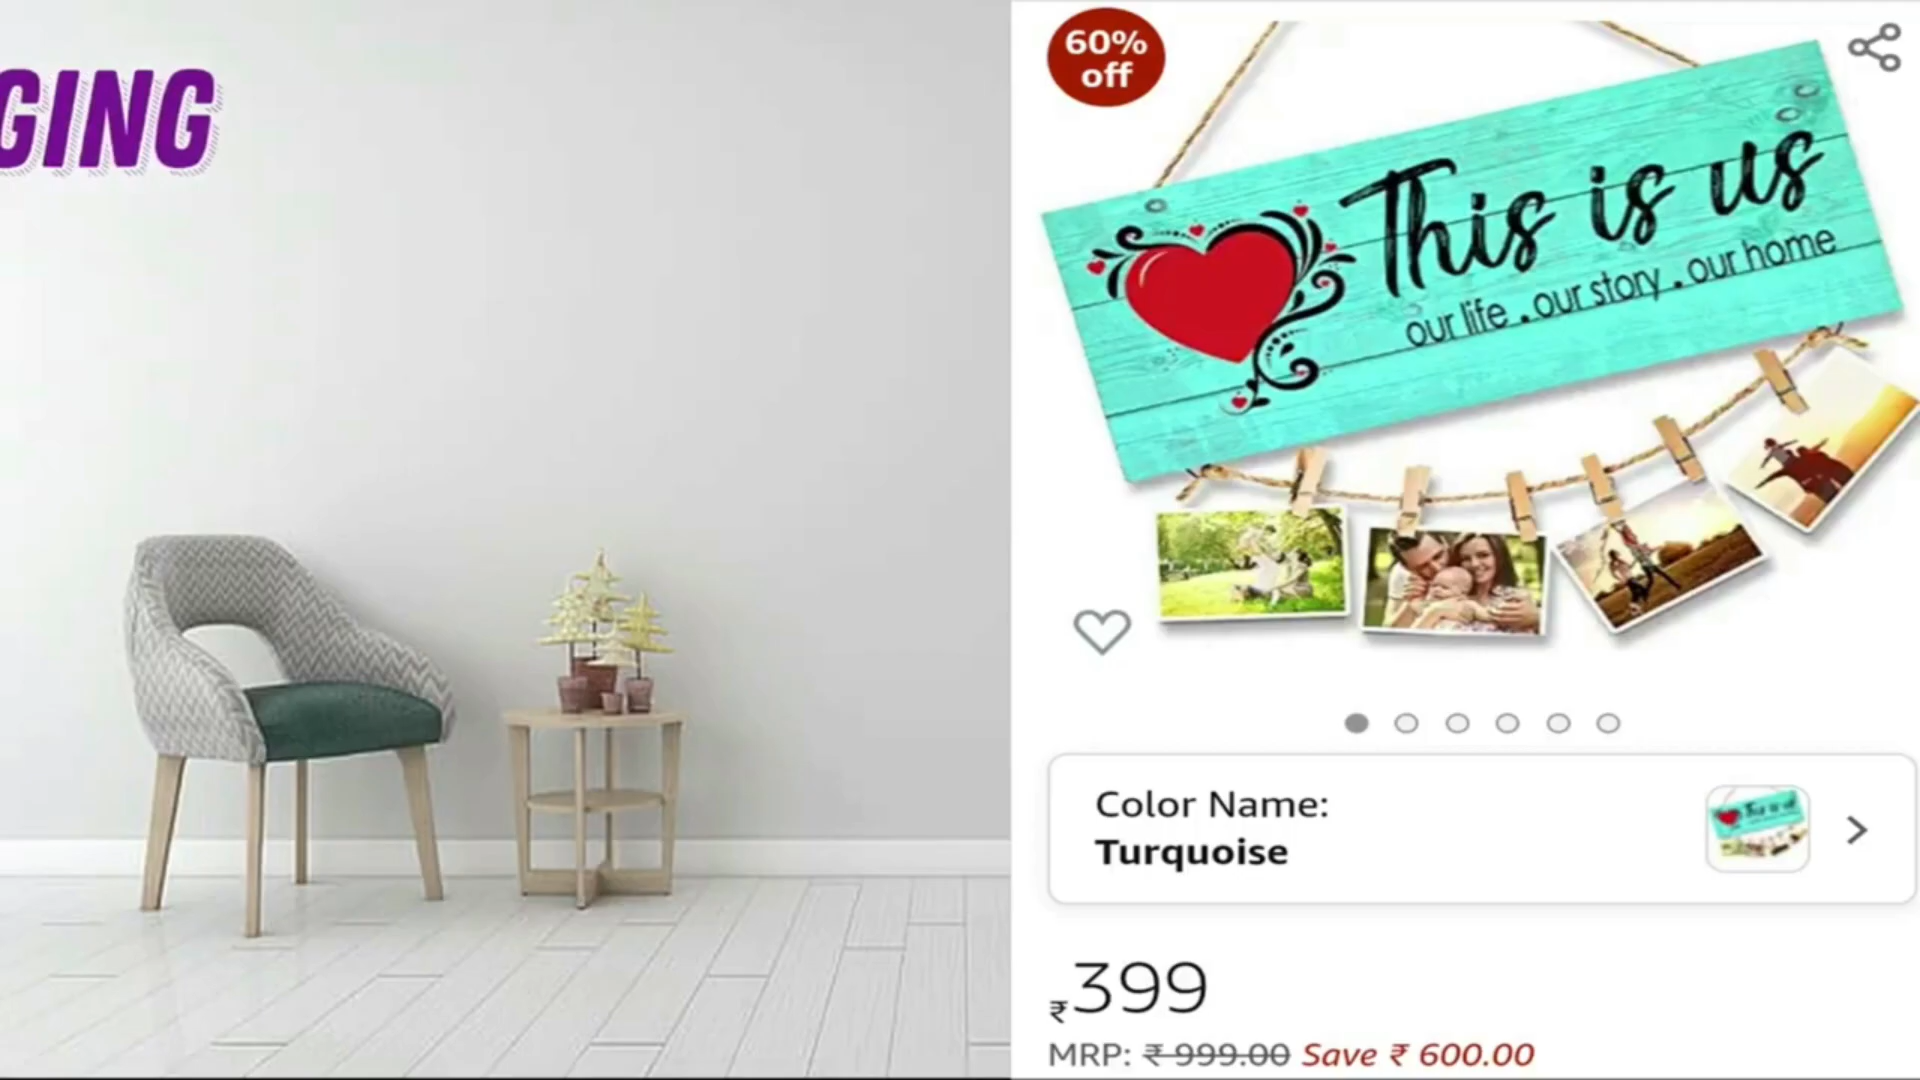 GING
60%
off
This is us
our life . our story . our home
Color Name:
Turquoise
₹399
MRP: ₹ 999.00 Save ₹ 600.00